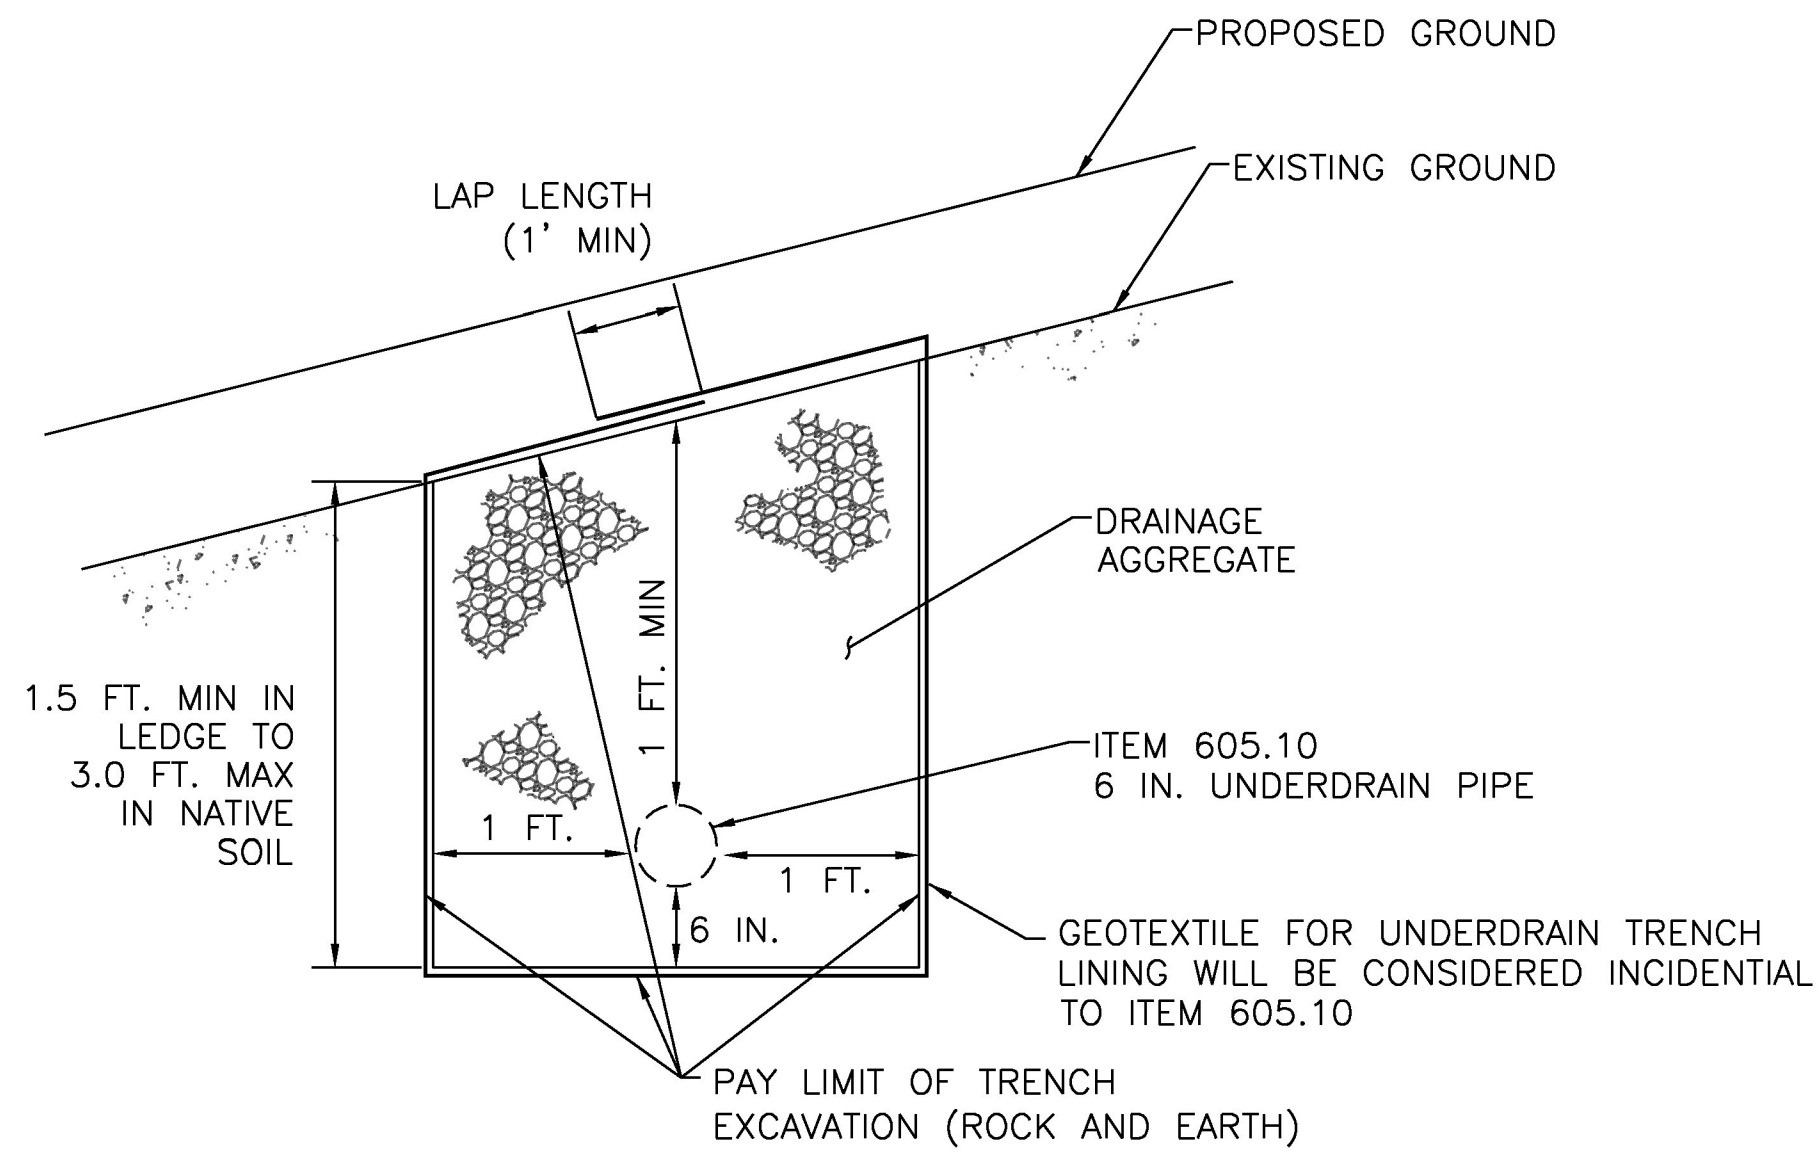 PROPOSED GROUND
EXISTING GROUND
LAP LENGTH
(1' MIN)
DRAINAGE
AGGREGATE
1 FT. MIN
1.5 FT. MIN IN
LEDGE TO
3.0 FT. MAX
IN NATIVE
SOIL
ITEM 605.10
6 IN. UNDERDRAIN PIPE
1 FT.
1 FT.
6 IN.
GEOTEXTILE FOR UNDERDRAIN TRENCH
LINING WILL BE CONSIDERED INCIDENTIAL
TO ITEM 605.10
PAY LIMIT OF TRENCH
EXCAVATION (ROCK AND EARTH)